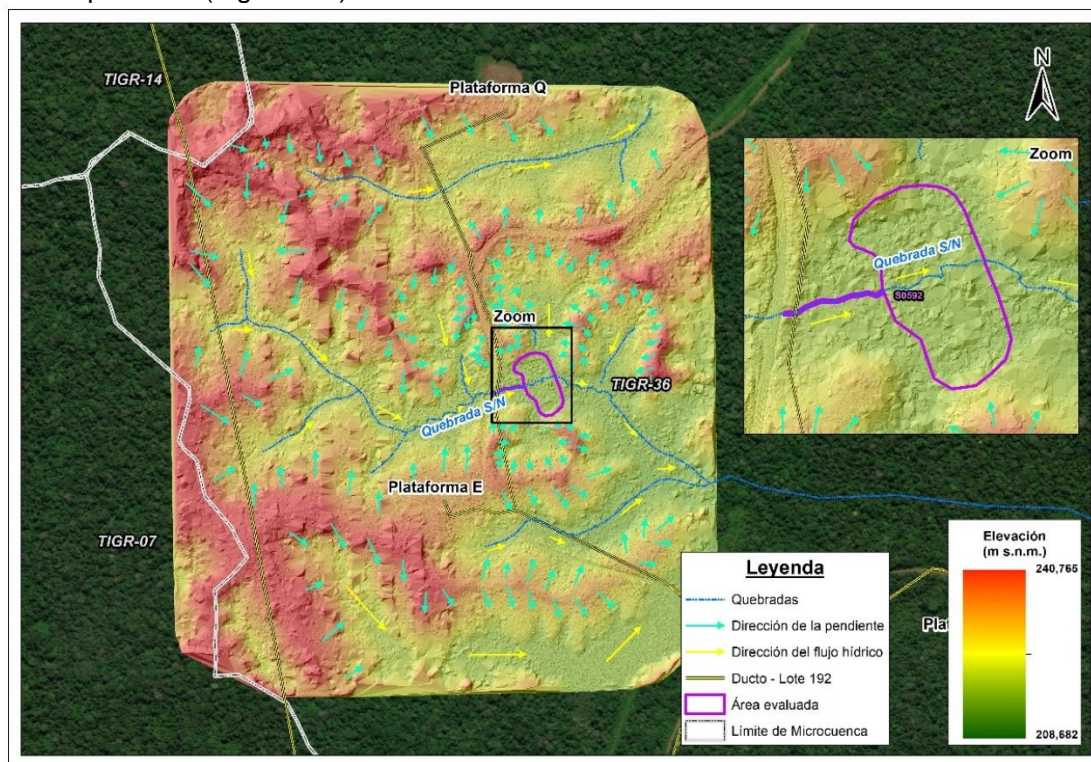 TIGR-14
Plataforma Q
N
Zoom
Quebrada S/N
S0592
Zoom
TIGR-36
Quebrada S/N
Plataforma E
TIGR-07
Leyenda
Quebradas
Dirección de la pendiente
Dirección del flujo hídrico
Ducto - Lote 192
Área evaluada
Límite de Microcuenca
Elevación
(m s.n.m.)
240,765
208,682